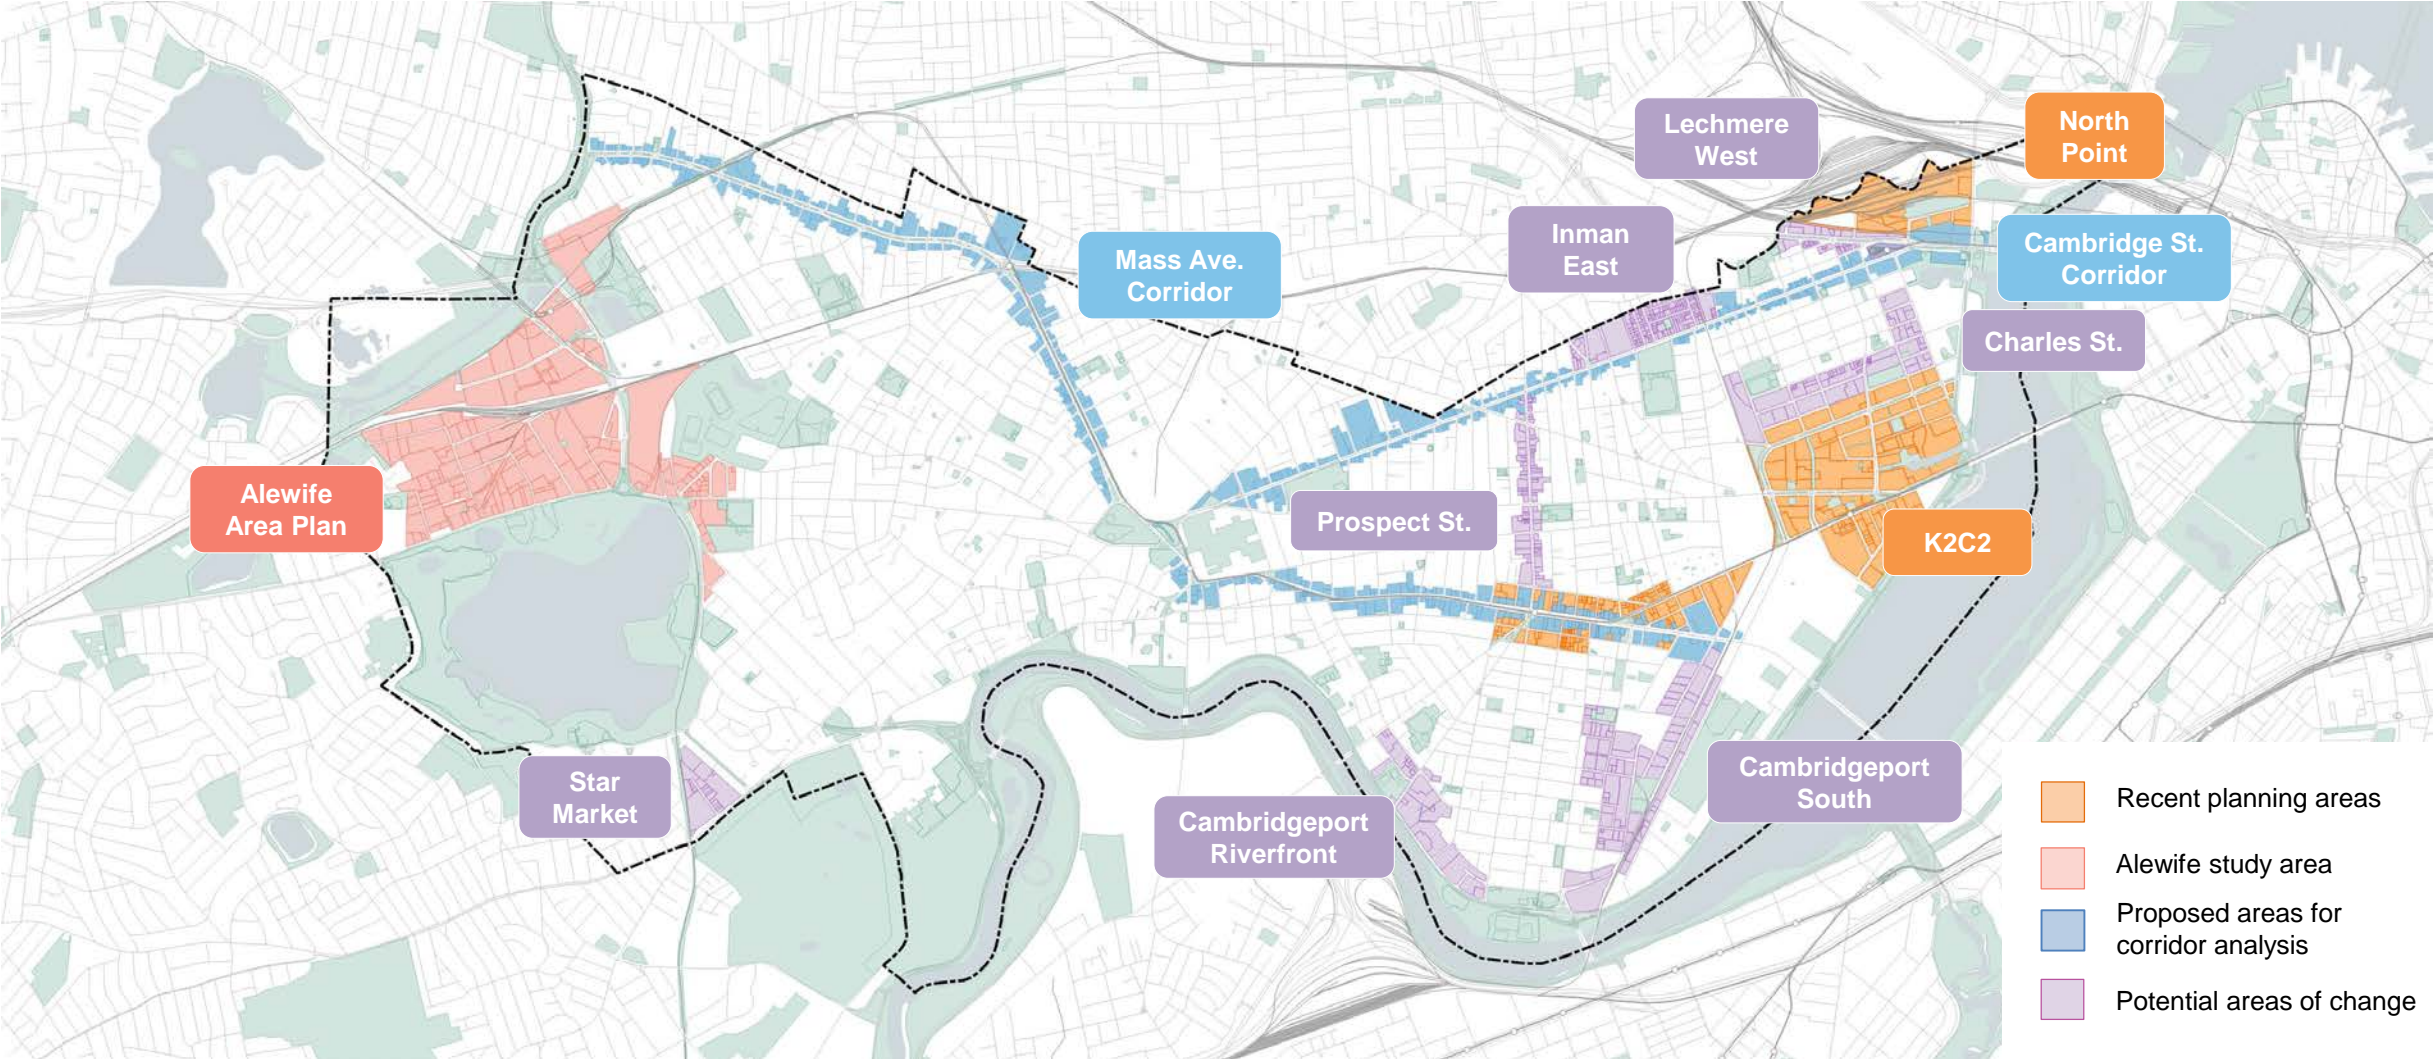 Lechmere
West
North
Point
Inman
East
Mass Ave.
Corridor
Cambridge St.
Corridor
Charles St.
Alewife
Area Plan
Prospect St.
K2C2
Star
Market
Cambridgeport
South
Cambridgeport
Riverfront
Recent planning areas
Alewife study area
Proposed areas for
corridor analysis
Potential areas of change